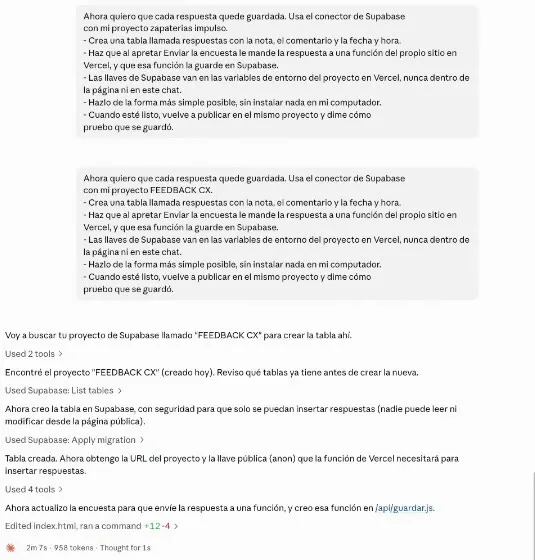 Ahora quiero que cada respuesta quede guardada. Usa el conector de Supabase
con mi proyecto zapaterias impulso.
- Crea una tabla llamada respuestas con la nota, el comentario y la fecha y hora.
- Haz que al apretar Enviar la encuesta le mande la respuesta a una función del propio sitio en
Vercel, y que esa función la guarde en Supabase.
- Las llaves de Supabase van en las variables de entorno del proyecto en Vercel, nunca dentro de
la página ni en este chat.
- Hazlo de la forma más simple posible, sin instalar nada en mi computador.
- Cuando esté listo, vuelve a publicar en el mismo proyecto y dime cómo
pruebo que se guardó.
Ahora quiero que cada respuesta quede guardada. Usa el conector de Supabase
con mi proyecto FEEDBACK CX.
- Crea una tabla llamada respuestas con la nota, el comentario y la fecha y hora.
- Haz que al apretar Enviar la encuesta le mande la respuesta a una función del propio sitio en
Vercel, y que esa función la guarde en Supabase.
- Las llaves de Supabase van en las variables de entorno del proyecto en Vercel, nunca dentro de
la página ni en este chat.
- Hazlo de la forma más simple posible, sin instalar nada en mi computador.
- Cuando esté listo, vuelve a publicar en el mismo proyecto y dime cómo
pruebo que se guardó.
Voy a buscar tu proyecto de Supabase llamado "FEEDBACK CX" para crear la tabla ahí.
Used 2 tools >
Encontré el proyecto "FEEDBACK CX" (creado hoy). Reviso qué tablas ya tiene antes de crear la nueva.
Used Supabase: List tables >
Ahora creo la tabla en Supabase, con seguridad para que solo se puedan insertar respuestas (nadie puede leer ni
modificar desde la página pública).
Used Supabase: Apply migration >
Tabla creada. Ahora obtengo la URL del proyecto y la llave pública (anon) que la función de Vercel necesitará para
insertar respuestas.
Used 4 tools >
Ahora actualizo la encuesta para que envíe la respuesta a una función, y creo esa función en /api/guardar.js.
Edited index.html, ran a command +12 -4 >
2m 7s · 958 tokens · Thought for 1s